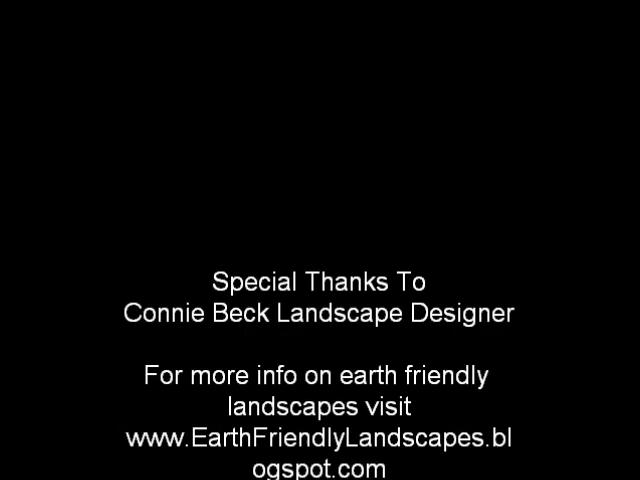 Special Thanks To
Connie Beck Landscape Designer
For more info on earth friendly
landscapes visit
www.EarthFriendlyLandscapes.bl
ogspot.com